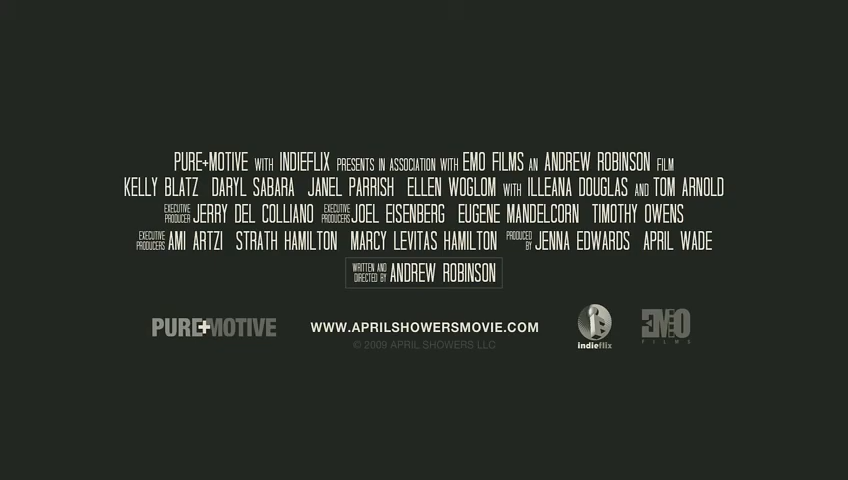 PURE+MOTIVE WITH INDIEFLIX PRESENTS IN ASSOCIATION WITH EMO FILMS AN ANDREW ROBINSON FILM
KELLY BLATZ DARYL SABARA JANEL PARRISH ELLEN WOGLOM WITH ILLEANA DOUGLAS AND TOM ARNOLD
EXECUTIVE PRODUCER JERRY DEL COLLIANO EXECUTIVE PRODUCERS JOEL EISENBERG EUGENE MANDELCORN TIMOTHY OWENS
EXECUTIVE PRODUCERS AMI ARTZI STRATH HAMILTON MARCY LEVITAS HAMILTON PRODUCED BY JENNA EDWARDS APRIL WADE
WRITTEN AND DIRECTED BY ANDREW ROBINSON
PURE+MOTIVE WWW.APRILSHOWERSMOVIE.COM ie indieflix EMO FILMS
© 2009 APRIL SHOWERS LLC